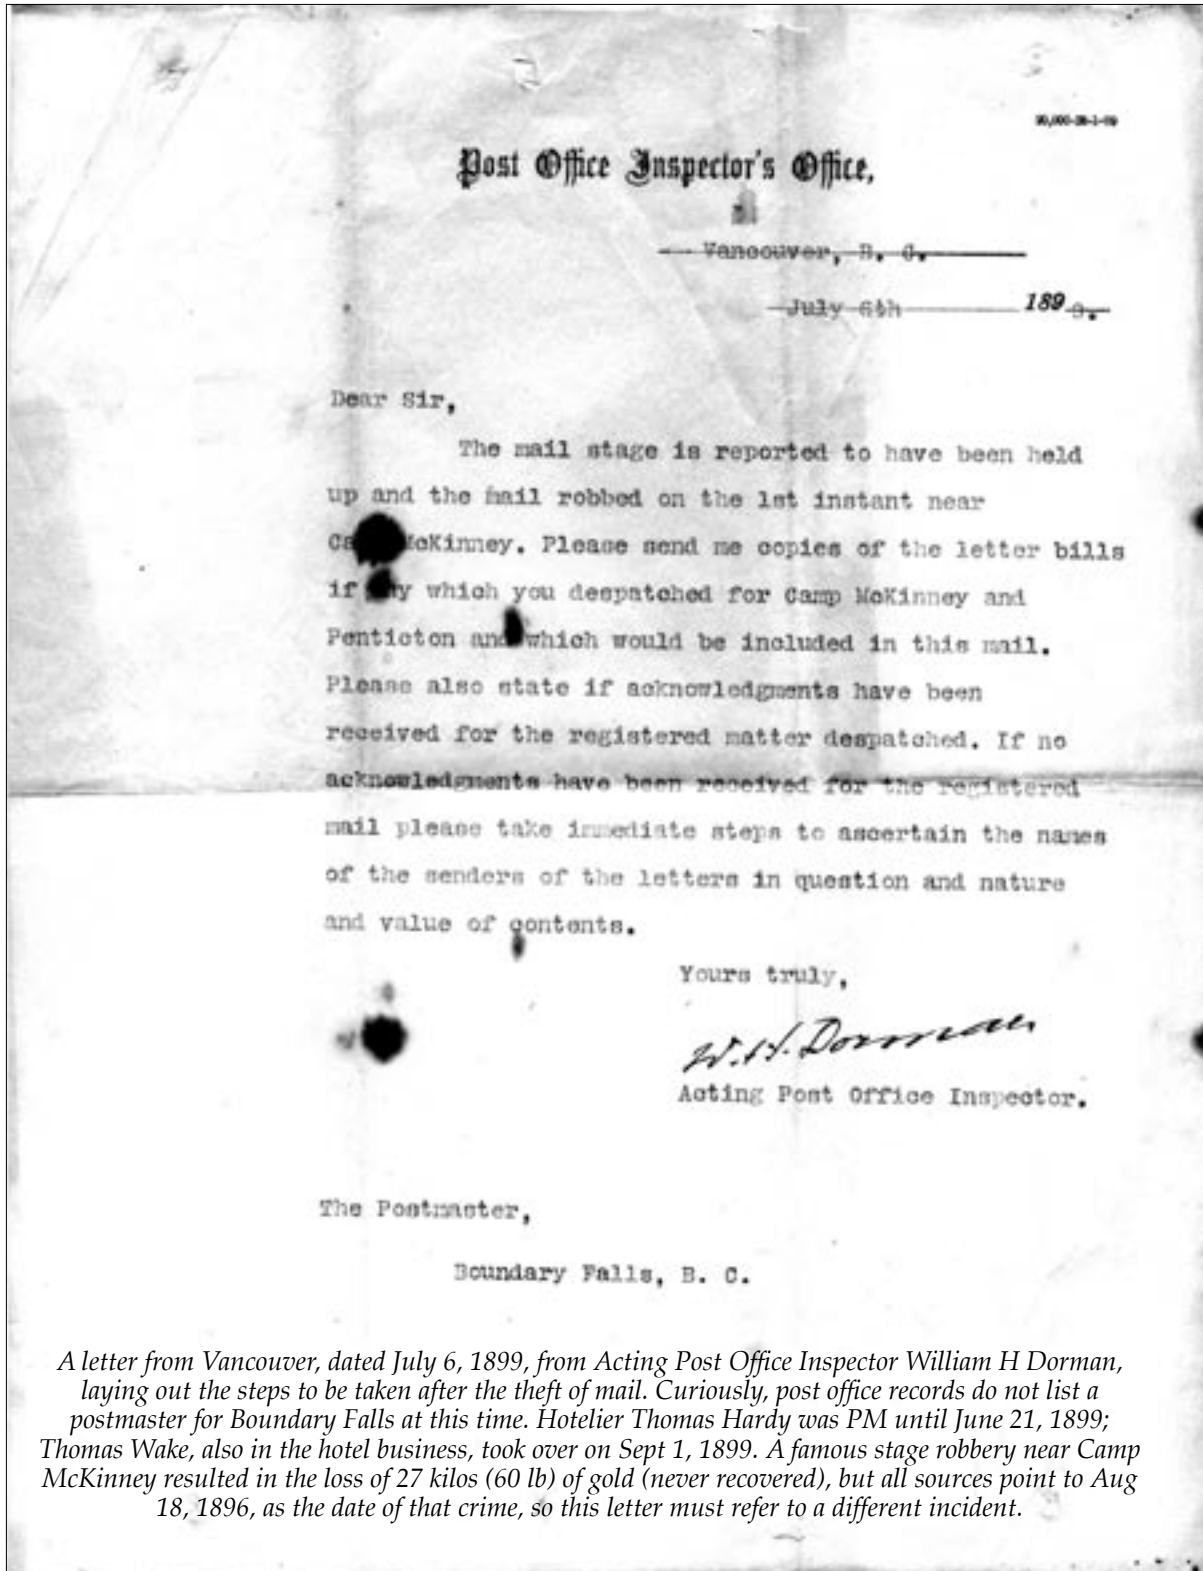 Post Office Inspector's Office,
Vancouver, B. C.
July 6th 1899.
Dear Sir,
The mail stage is reported to have been held
up and the mail robbed on the 1st instant near
McKinney. Please send me copies of the letter bills
if which you despatched for Camp McKinney and
Penticton and which would be included in this mail.
Please also state if acknowledgments have been
received for the registered matter despatched. If no
acknowledgments have been received for the registered
mail please take immediate steps to ascertain the names
of the senders of the letters in question and nature
and value of contents.
Yours truly,
W. H. Dorman
Acting Post Office Inspector.
The Postmaster,
Boundary Falls, B. C.
A letter from Vancouver, dated July 6, 1899, from Acting Post Office Inspector William H Dorman,
laying out the steps to be taken after the theft of mail. Curiously, post office records do not list a
postmaster for Boundary Falls at this time. Hotelier Thomas Hardy was PM until June 21, 1899;
Thomas Wake, also in the hotel business, took over on Sept 1, 1899. A famous stage robbery near Camp
McKinney resulted in the loss of 27 kilos (60 lb) of gold (never recovered), but all sources point to Aug
18, 1896, as the date of that crime, so this letter must refer to a different incident.